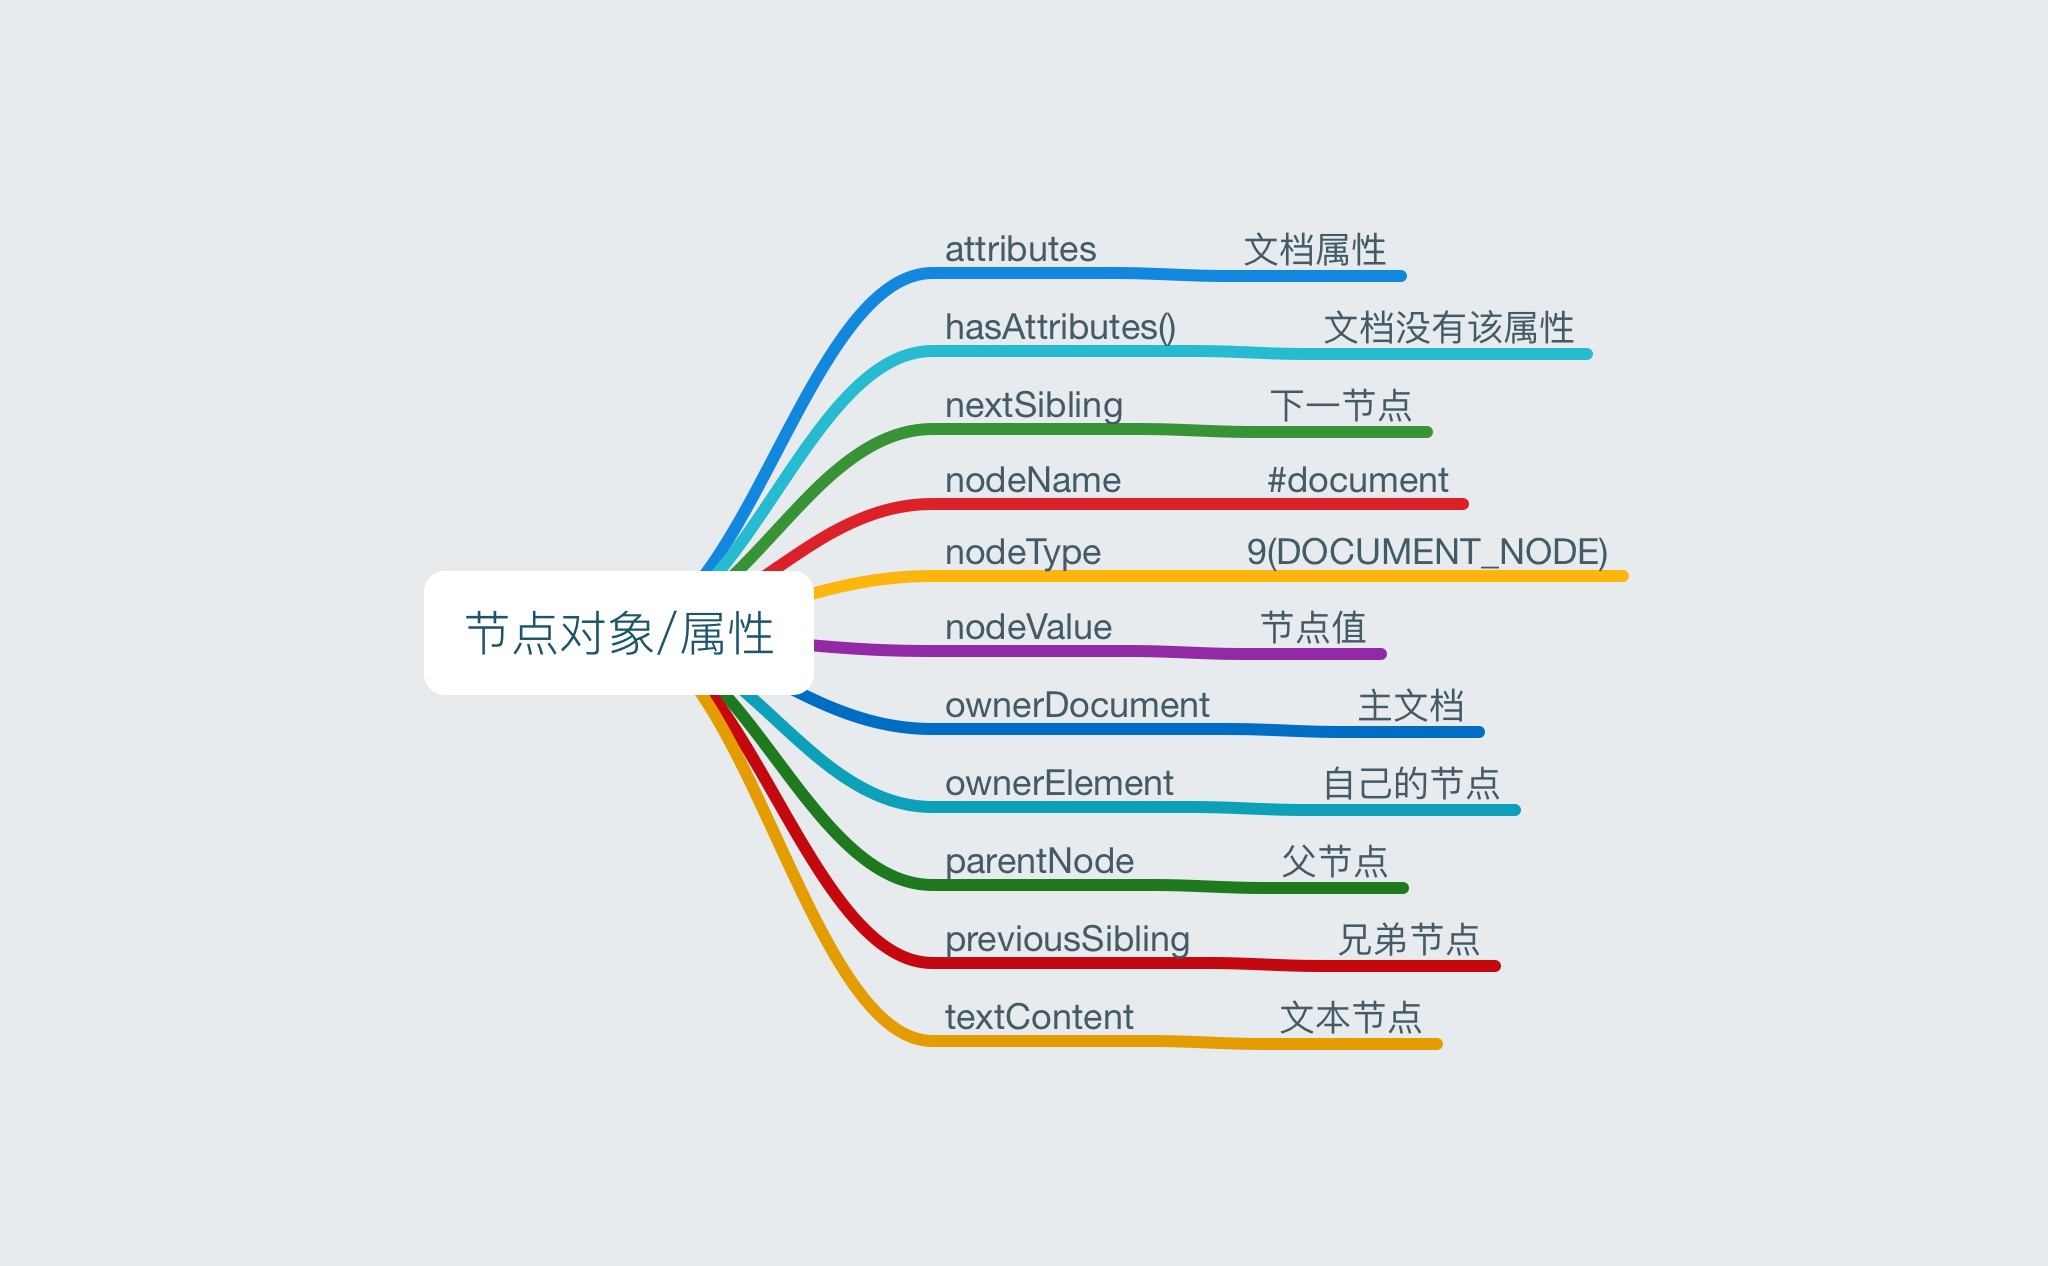 节点对象/属性
attributes 文档属性
hasAttributes() 文档没有该属性
nextSibling 下一节点
nodeName #document
nodeType 9(DOCUMENT_NODE)
nodeValue 节点值
ownerDocument 主文档
ownerElement 自己的节点
parentNode 父节点
previousSibling 兄弟节点
textContent 文本节点